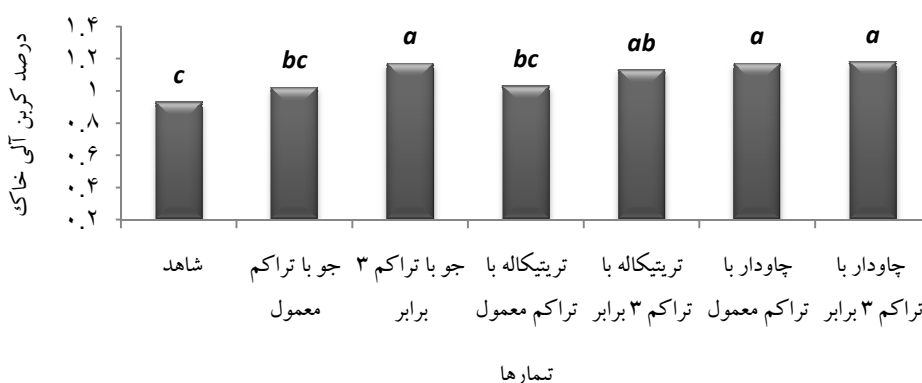 درصد کربن آلی خاک
۱.۴
۱.۲
۱
۰.۸
۰.۶
۰.۴
۰.۲
c
bc
a
bc
ab
a
a
شاهد
جو با تراکم
معمول
جو با تراکم ۳
برابر
تریتیکاله با
تراکم معمول
تریتیکاله با
تراکم ۳ برابر
چاودار با
تراکم معمول
چاودار با
تراکم ۳ برابر
تیمارها